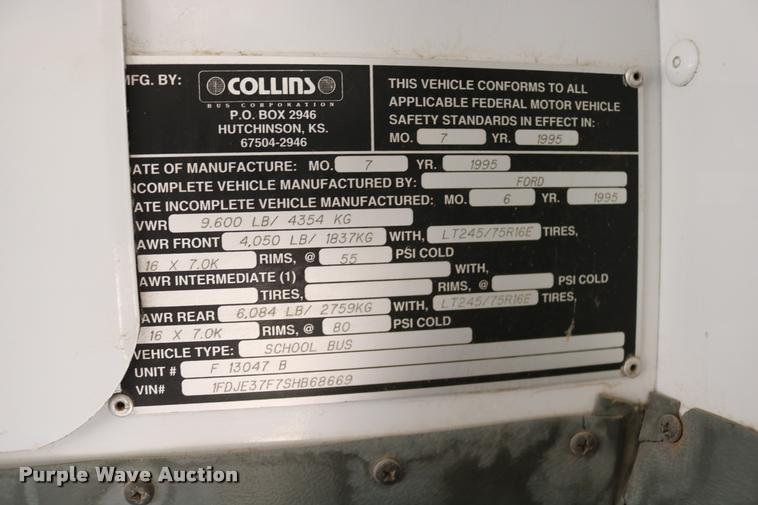 MFG. BY: COLLINS
BUS CORPORATION
P.O. BOX 2946
HUTCHINSON, KS.
67504-2946
THIS VEHICLE CONFORMS TO ALL
APPLICABLE FEDERAL MOTOR VEHICLE
SAFETY STANDARDS IN EFFECT IN:
MO. 7 YR. 1995
ATE OF MANUFACTURE: MO. 7 YR. 1995
NCOMPLETE VEHICLE MANUFACTURED BY: FORD
ATE INCOMPLETE VEHICLE MANUFACTURED: MO. 6 YR. 1995
VWR 9,600 LB/ 4354 KG
AWR FRONT 4,050 LB/ 1837KG WITH, LT245/75R16E TIRES,
16 X 7.0K RIMS, @ 55 PSI COLD
AWR INTERMEDIATE (1) WITH,
TIRES, RIMS, @ PSI COLD
AWR REAR 6,084 LB/ 2759KG WITH, LT245/75R16E TIRES,
16 X 7.0K RIMS, @ 80 PSI COLD
VEHICLE TYPE: SCHOOL BUS
UNIT # F 13047 B
VIN# 1FDJE37F7SHB68669
Purple Wave Auction